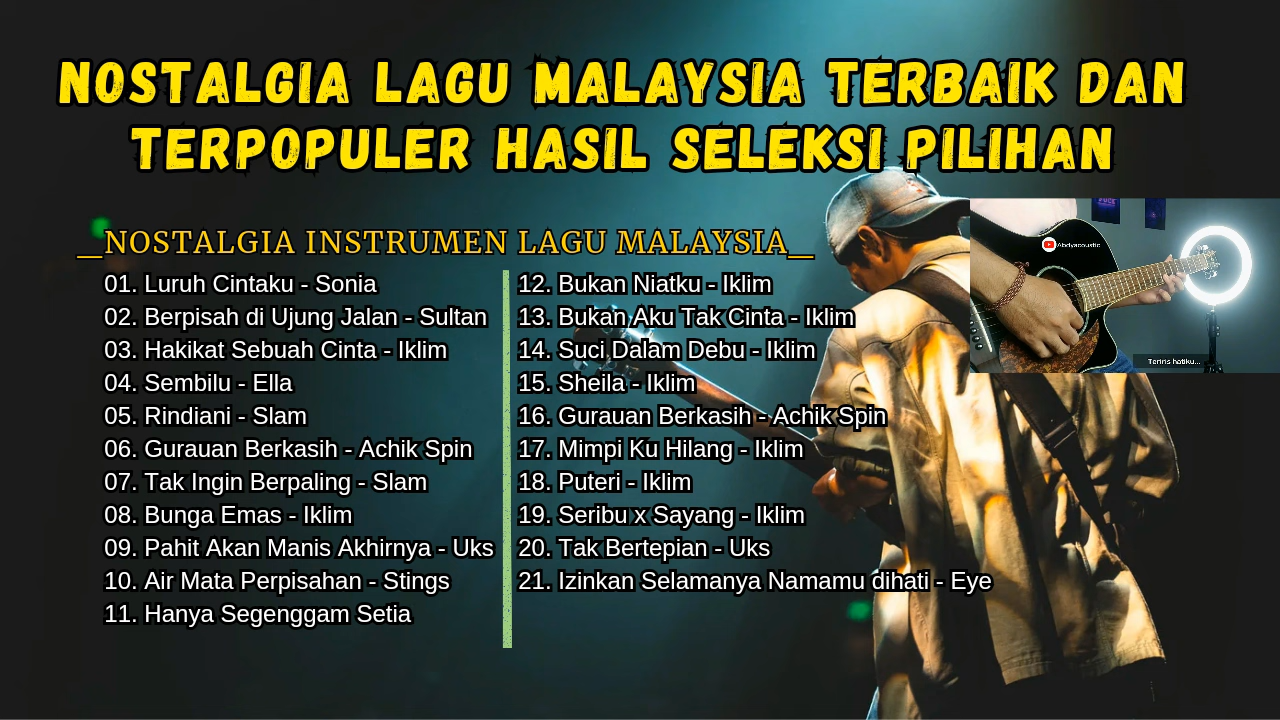 NOSTALGIA LAGU MALAYSIA TERBAIK DAN
TERPOPULER HASIL SELEKSI PILIHAN
_NOSTALGIA INSTRUMEN LAGU MALAYSIA_
01. Luruh Cintaku - Sonia
02. Berpisah di Ujung Jalan - Sultan
03. Hakikat Sebuah Cinta - Iklim
04. Sembilu - Ella
05. Rindiani - Slam
06. Gurauan Berkasih - Achik Spin
07. Tak Ingin Berpaling - Slam
08. Bunga Emas - Iklim
09. Pahit Akan Manis Akhirnya - Uks
10. Air Mata Perpisahan - Stings
11. Hanya Segenggam Setia
12. Bukan Niatku - Iklim
13. Bukan Aku Tak Cinta - Iklim
14. Suci Dalam Debu - Iklim
15. Sheila - Iklim
16. Gurauan Berkasih - Achik Spin
17. Mimpi Ku Hilang - Iklim
18. Puteri - Iklim
19. Seribu x Sayang - Iklim
20. Tak Bertepian - Uks
21. Izinkan Selamanya Namamu dihati - Eye
Abdyacoustic
hatiku...